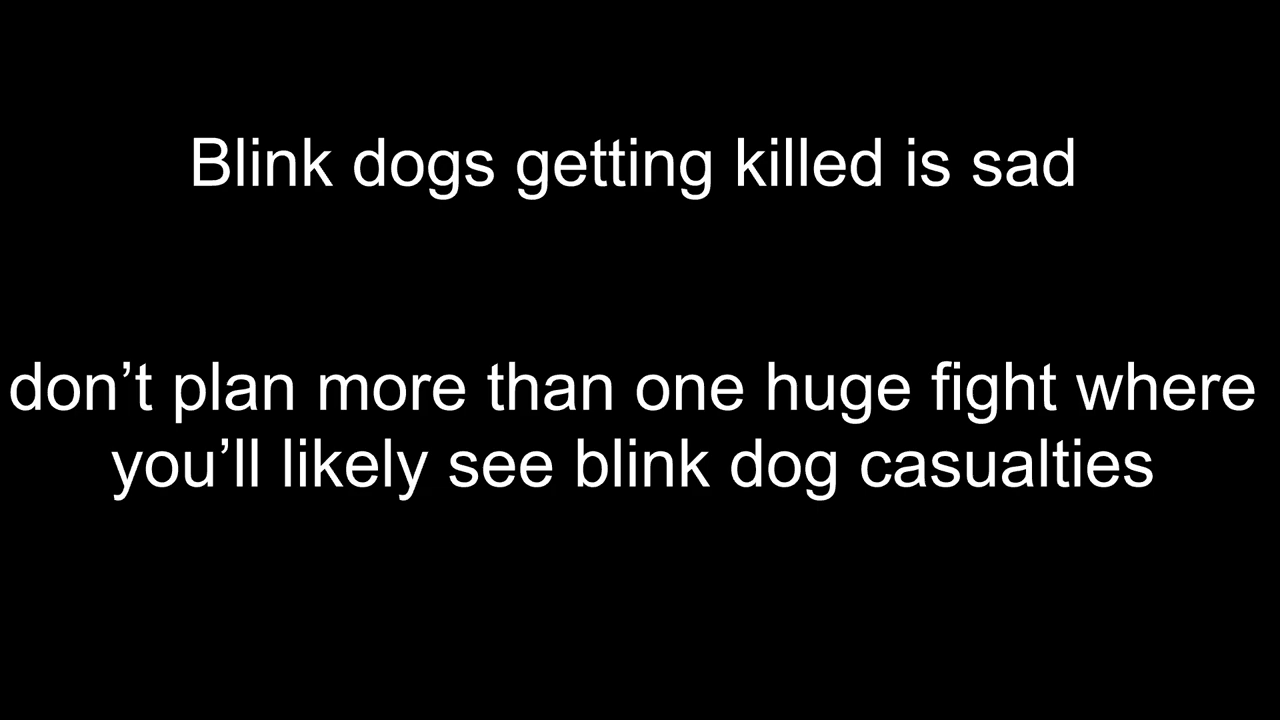 Blink dogs getting killed is sad
don’t plan more than one huge fight where
you’ll likely see blink dog casualties